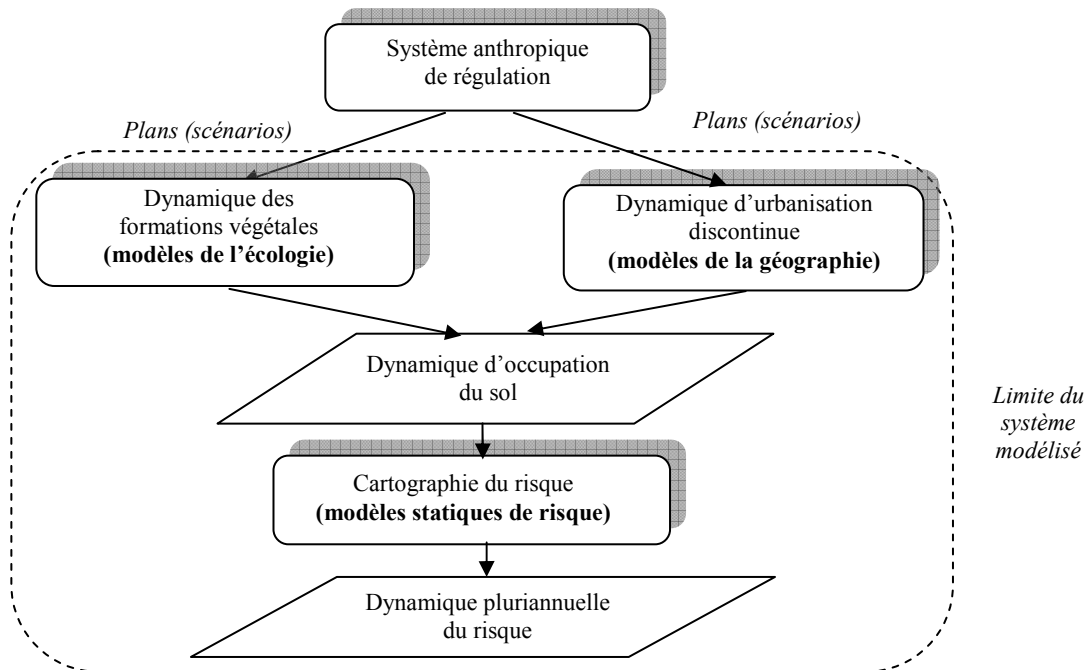 Système anthropique
de régulation
Plans (scénarios)
Plans (scénarios)
Dynamique des
formations végétales
(modèles de l’écologie)
Dynamique d’urbanisation
discontinue
(modèles de la géographie)
Dynamique d’occupation
du sol
Limite du
système
modélisé
Cartographie du risque
(modèles statiques de risque)
Dynamique pluriannuelle
du risque